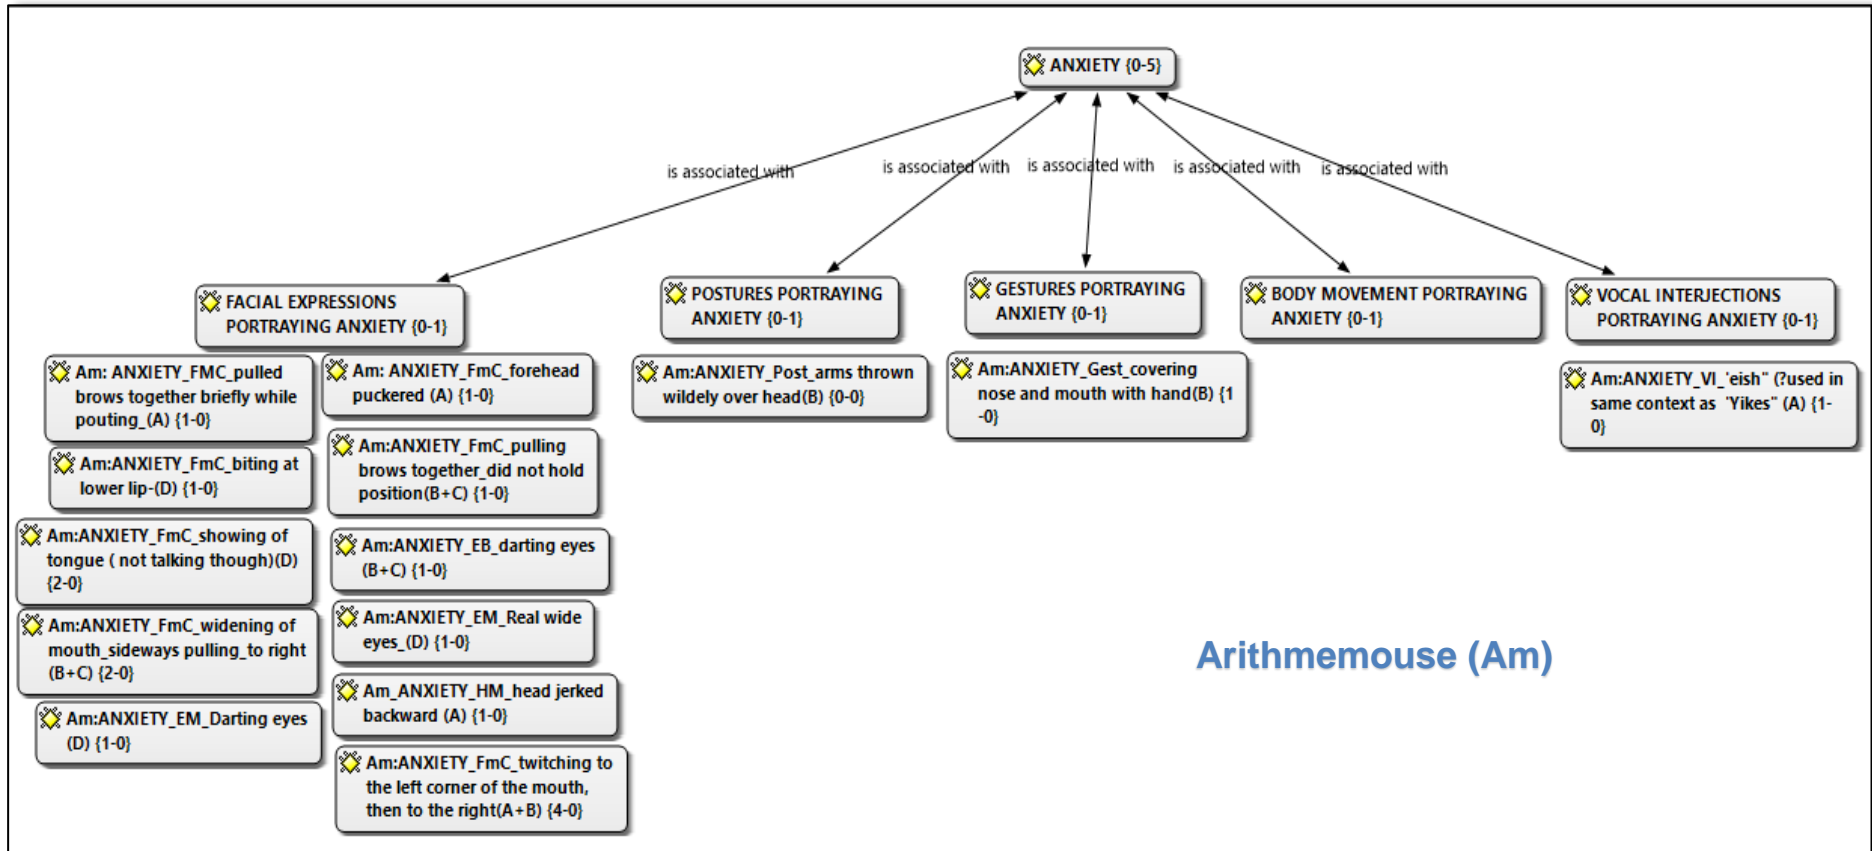 ANXIETY {0-5}
is associated with
is associated with
is associated with
is associated with
is associated with
FACIAL EXPRESSIONS
PORTRAYING ANXIETY {0-1}
POSTURES PORTRAYING
ANXIETY {0-1}
GESTURES PORTRAYING
ANXIETY {0-1}
BODY MOVEMENT PORTRAYING
ANXIETY {0-1}
VOCAL INTERJECTIONS
PORTRAYING ANXIETY {0-1}
Am: ANXIETY_FMC_pulled
brows together briefly while
pouting_(A) {1-0}
Am:ANXIETY_FmC_biting at
lower lip-(D) {1-0}
Am:ANXIETY_FmC_showing of
tongue ( not talking though)(D)
{2-0}
Am:ANXIETY_FmC_widening of
mouth_sideways pulling_to right
(B+C) {2-0}
Am:ANXIETY_EM_Darting eyes
(D) {1-0}
Am: ANXIETY_FmC_forehead
puckered (A) {1-0}
Am:ANXIETY_FmC_pulling
brows together_did not hold
position(B+C) {1-0}
Am:ANXIETY_EB_darting eyes
(B+C) {1-0}
Am:ANXIETY_EM_Real wide
eyes_(D) {1-0}
Am_ANXIETY_HM_head jerked
backward (A) {1-0}
Am:ANXIETY_FmC_twitching to
the left corner of the mouth,
then to the right(A+B) {4-0}
Am:ANXIETY_Post_arms thrown
wildely over head(B) {0-0}
Am:ANXIETY_Gest_covering
nose and mouth with hand(B) {1
-0}
Am:ANXIETY_VI_'eish" (?used in
same context as 'Yikes" (A) {1-
0}
Arithmemouse (Am)